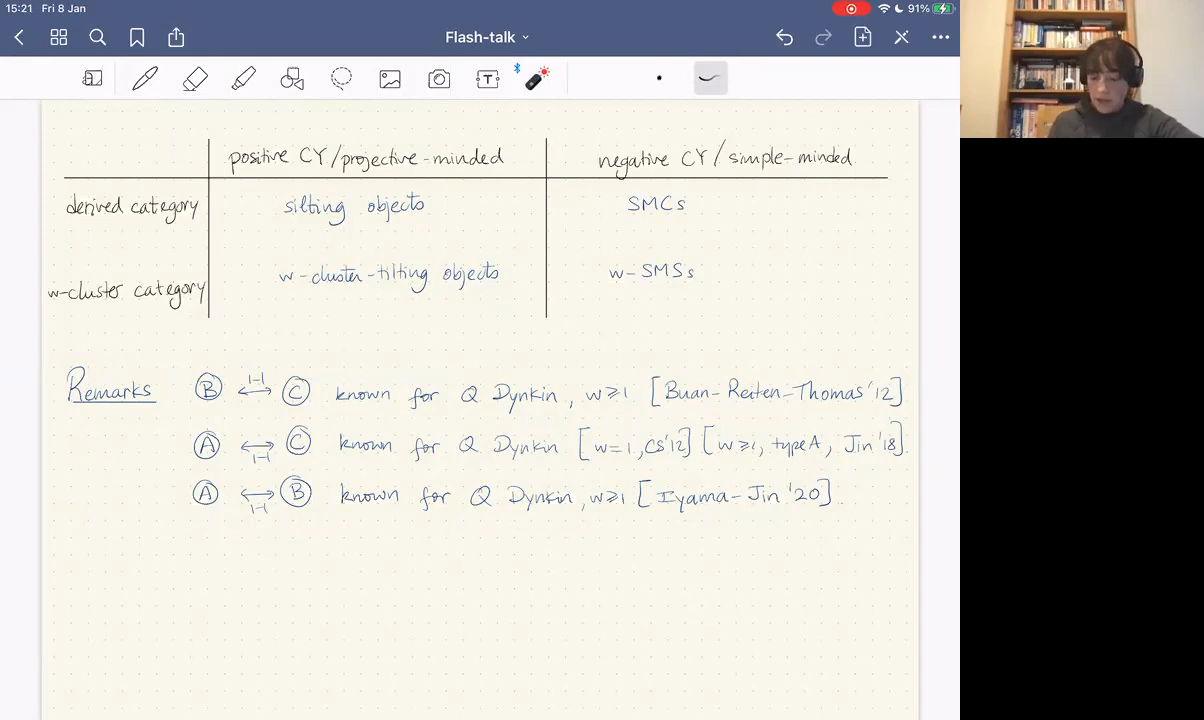 15:21 Fri 8 Jan 91%
Flash-talk
positive CY/projective-minded negative CY/simple-minded
derived category silting objects SMCs
w-cluster category w-cluster-tilting objects w-SMSs
Remarks B 1-1 C known for Q Dynkin, w≥1 [Buan-Reiten-Thomas'12]
A 1-1 C known for Q Dynkin [w=1, CS'12] [w≥1, type A, Jin'18].
A 1-1 B known for Q Dynkin, w≥1 [Iyama-Jin '20].